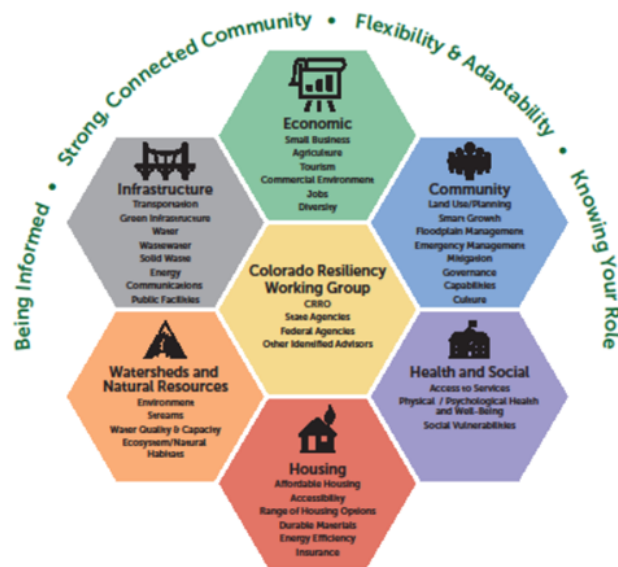 Being Informed • Strong, Connected Community • Flexibility & Adaptability • Knowing Your Role
Economic
Small Business
Agriculture
Tourism
Commercial Environment
Jobs
Diversity
Infrastructure
Transportation
Green Infrastructure
Water
Wastewater
Solid Waste
Energy
Communications
Public Facilities
Community
Land Use/Planning
Smart Growth
Floodplain Management
Emergency Management
Mitigation
Governance
Capabilities
Culture
Colorado Resiliency
Working Group
CRRO
State Agencies
Federal Agencies
Other Identified Advisors
Watersheds and
Natural Resources
Environment
Streams
Water Quality & Capacity
Ecosystem/Natural
Habitats
Health and Social
Access to Services
Physical / Psychological Health
and Well-Being
Social Vulnerabilities
Housing
Affordable Housing
Accessibility
Range of Housing Options
Durable Materials
Energy Efficiency
Insurance